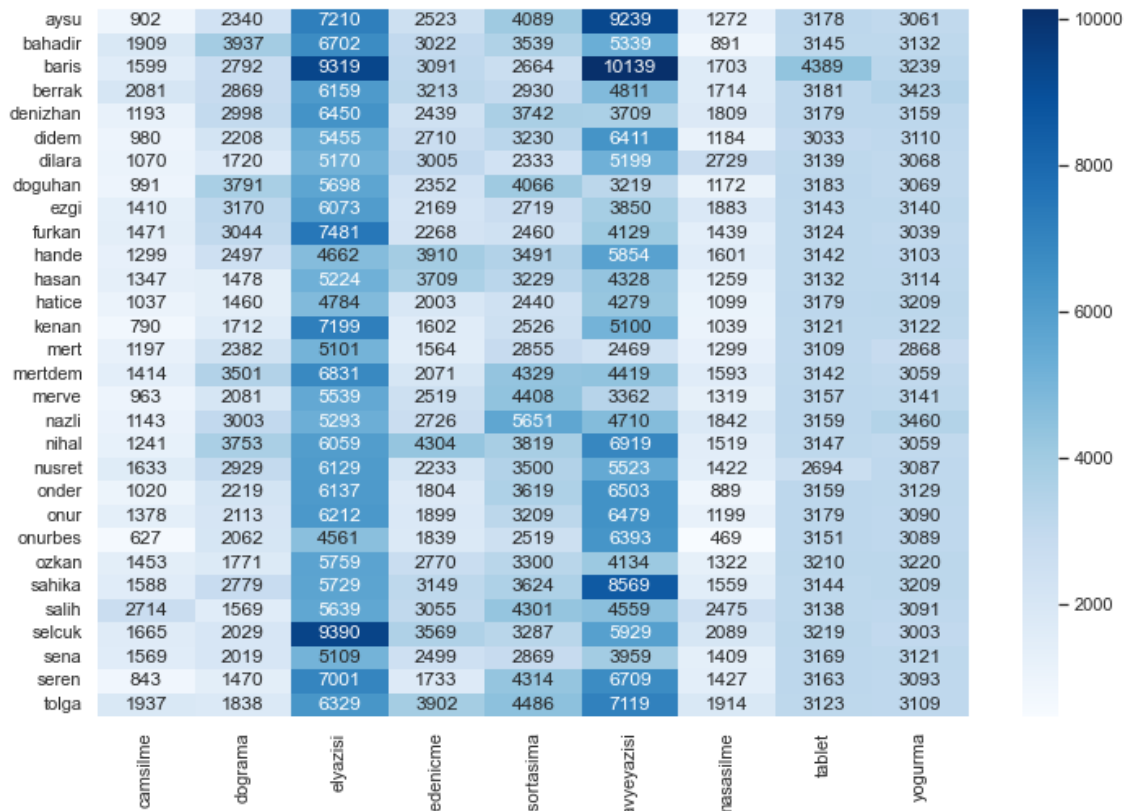 aysu 902 2340 7210 2523 4089 9239 1272 3178 3061
bahadir 1909 3937 6702 3022 3539 5339 891 3145 3132
baris 1599 2792 9319 3091 2664 10139 1703 4389 3239
berrak 2081 2869 6159 3213 2930 4811 1714 3181 3423
denizhan 1193 2998 6450 2439 3742 3709 1809 3179 3159
didem 980 2208 5455 2710 3230 6411 1184 3033 3110
dilara 1070 1720 5170 3005 2333 5199 2729 3139 3068
doguhan 991 3791 5698 2352 4066 3219 1172 3183 3069
ezgi 1410 3170 6073 2169 2719 3850 1883 3143 3140
furkan 1471 3044 7481 2268 2460 4129 1439 3124 3039
hande 1299 2497 4662 3910 3491 5854 1601 3142 3103
hasan 1347 1478 5224 3709 3229 4328 1259 3132 3114
hatice 1037 1460 4784 2003 2440 4279 1099 3179 3209
kenan 790 1712 7199 1602 2526 5100 1039 3121 3122
mert 1197 2382 5101 1564 2855 2469 1299 3109 2868
mertdem 1414 3501 6831 2071 4329 4419 1593 3142 3059
merve 963 2081 5539 2519 4408 3362 1319 3157 3141
nazli 1143 3003 5293 2726 5651 4710 1842 3159 3460
nihal 1241 3753 6059 4304 3819 6919 1519 3147 3059
nusret 1633 2929 6129 2233 3500 5523 1422 2694 3087
onder 1020 2219 6137 1804 3619 6503 889 3159 3129
onur 1378 2113 6212 1899 3209 6479 1199 3179 3090
onurbes 627 2062 4561 1839 2519 6393 469 3151 3089
ozkan 1453 1771 5759 2770 3300 4134 1322 3210 3220
sahika 1588 2779 5729 3149 3624 8569 1559 3144 3209
salih 2714 1569 5639 3055 4301 4559 2475 3138 3091
selcuk 1665 2029 9390 3569 3287 5929 2089 3219 3003
sena 1569 2019 5109 2499 2869 3959 1409 3169 3121
seren 843 1470 7001 1733 4314 6709 1427 3163 3093
tolga 1937 1838 6329 3902 4486 7119 1914 3123 3109
camsilme dograma elyazisi edenicme sortasima avyeyazisi nasasilme tablet yogurma
10000
8000
6000
4000
2000